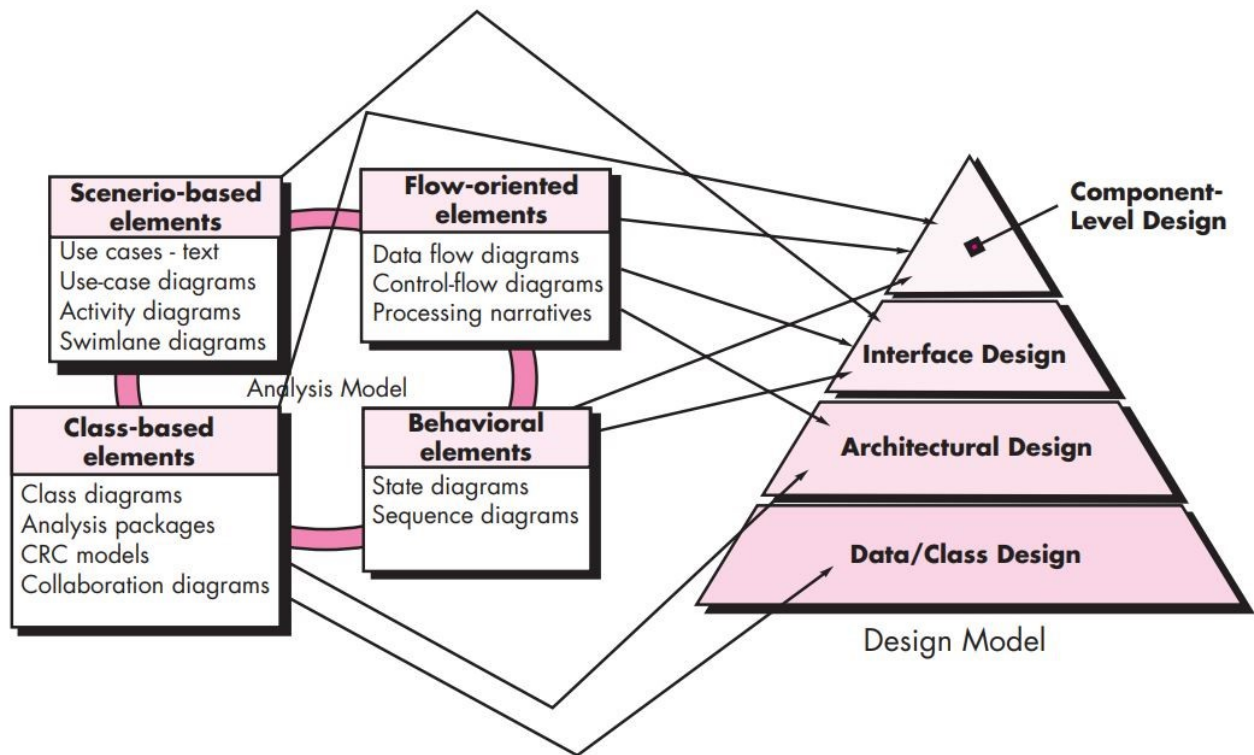 Scenerio-based
elements
Use cases - text
Use-case diagrams
Activity diagrams
Swimlane diagrams
Flow-oriented
elements
Data flow diagrams
Control-flow diagrams
Processing narratives
Analysis Model
Class-based
elements
Class diagrams
Analysis packages
CRC models
Collaboration diagrams
Behavioral
elements
State diagrams
Sequence diagrams
Component-
Level Design
Interface Design
Architectural Design
Data/Class Design
Design Model